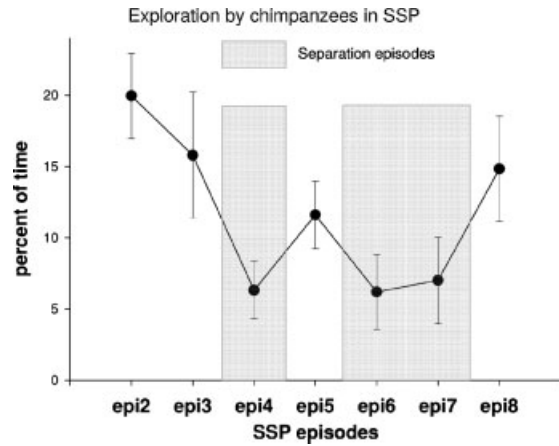 Exploration by chimpanzees in SSP
Separation episodes
percent of time
20
15
10
5
0
epi2 epi3 epi4 epi5 epi6 epi7 epi8
SSP episodes